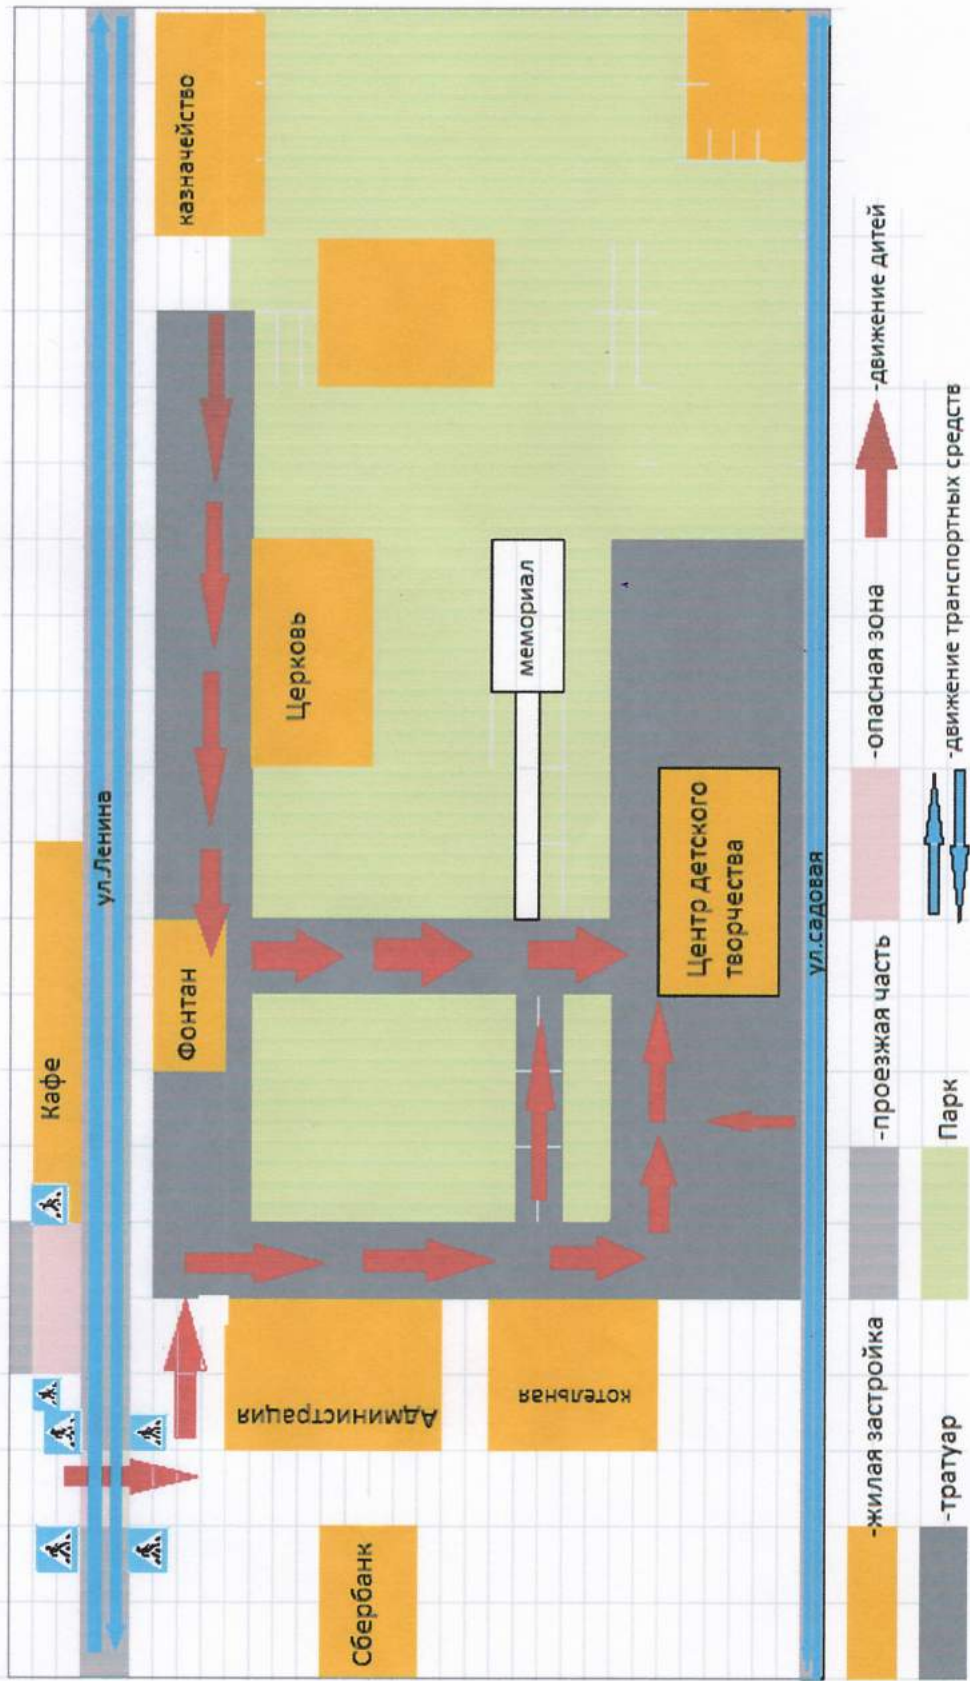 Кафе
ул.Ленина
казначейство
Фонтан
Церковь
Администрация
мемориал
котельная
Сбербанк
Центр детского
творчества
ул.садовая
-жилая застройка
-проезжая часть
-опасная зона
-движение дитей
-тратуар
Парк
-движение транспортных средств